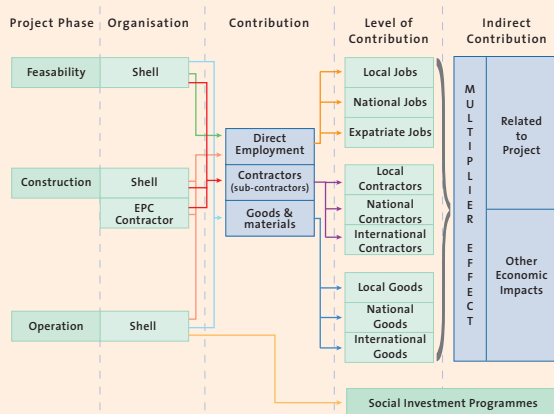 Project Phase
Organisation
Contribution
Level of
Contribution
Indirect
Contribution
Feasability
Shell
Construction
Shell
EPC
Contractor
Operation
Shell
Direct
Employment
Contractors
(sub-contractors)
Goods &
materials
Local Jobs
National Jobs
Expatriate Jobs
Local
Contractors
National
Contractors
International
Contractors
Local Goods
National
Goods
International
Goods
MULTIPLIER EFFECT
Related
to
Project
Other
Economic
Impacts
Social Investment Programmes